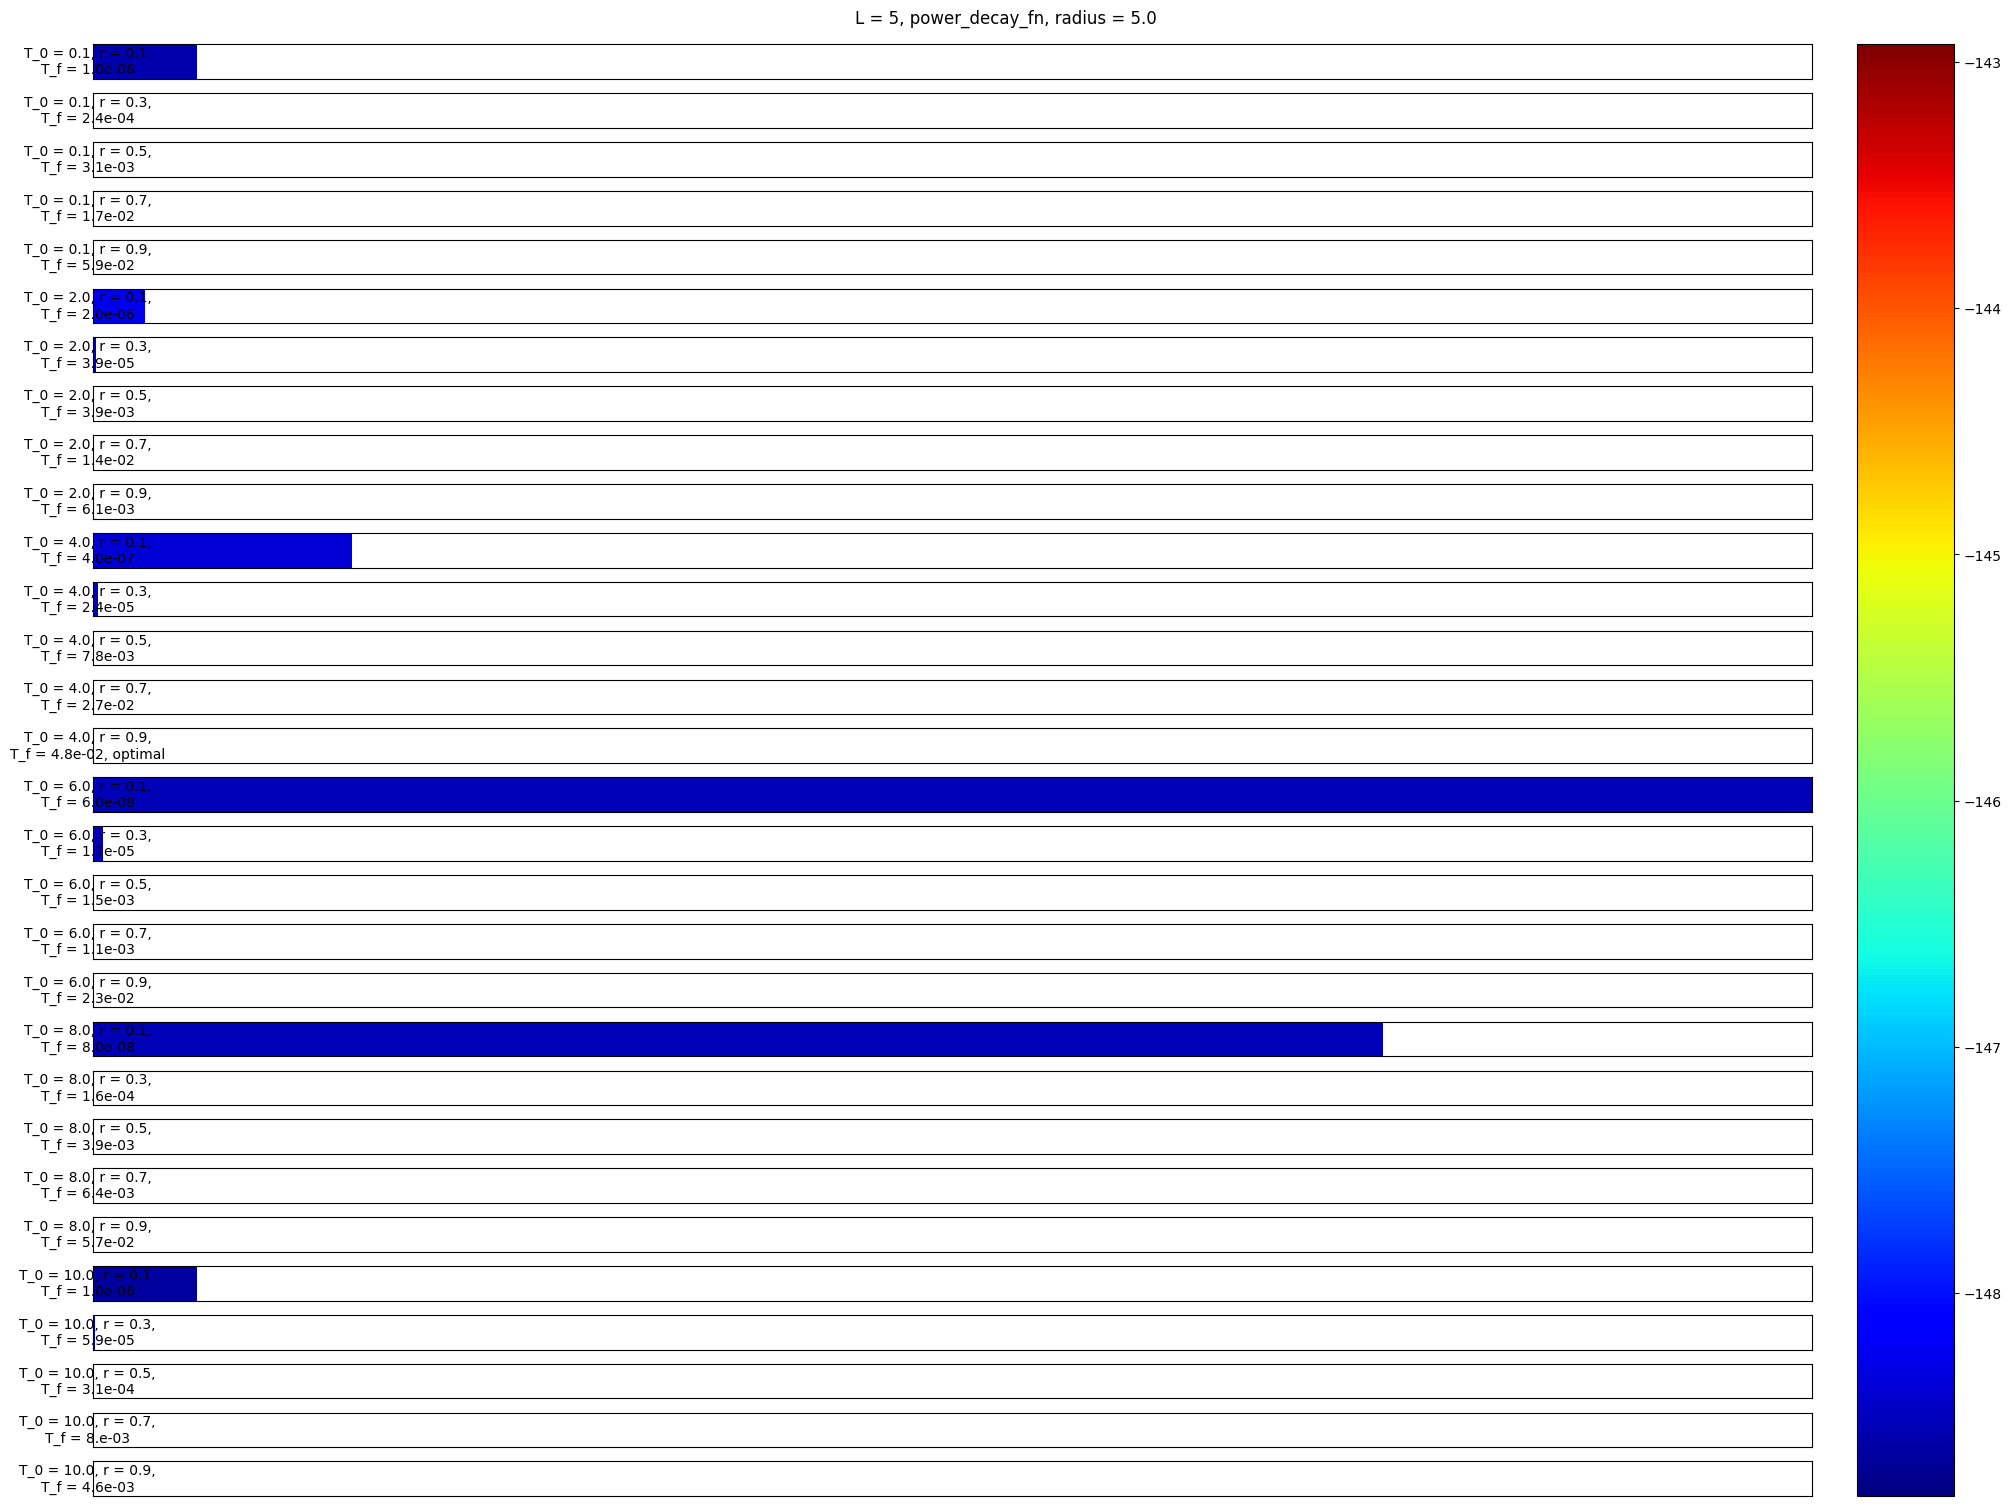 L = 5, power_decay_fn, radius = 5.0
T_0 = 0.1, r = 0.1,
T_f = 1.0e-06
T_0 = 0.1, r = 0.3,
T_f = 2.4e-04
T_0 = 0.1, r = 0.5,
T_f = 3.1e-03
T_0 = 0.1, r = 0.7,
T_f = 1.7e-02
T_0 = 0.1, r = 0.9,
T_f = 5.9e-02
T_0 = 2.0, r = 0.1,
T_f = 2.0e-06
T_0 = 2.0, r = 0.3,
T_f = 3.9e-05
T_0 = 2.0, r = 0.5,
T_f = 3.9e-03
T_0 = 2.0, r = 0.7,
T_f = 1.4e-02
T_0 = 2.0, r = 0.9,
T_f = 6.1e-03
T_0 = 4.0, r = 0.1,
T_f = 4.0e-07
T_0 = 4.0, r = 0.3,
T_f = 2.4e-05
T_0 = 4.0, r = 0.5,
T_f = 7.8e-03
T_0 = 4.0, r = 0.7,
T_f = 2.7e-02
T_0 = 4.0, r = 0.9,
T_f = 4.8e-02, optimal
T_0 = 6.0, r = 0.1,
T_f = 6.0e-08
T_0 = 6.0, r = 0.3,
T_f = e-05
T_0 = 6.0, r = 0.5,
T_f = 1.5e-03
T_0 = 6.0, r = 0.7,
T_f = 1.1e-03
T_0 = 6.0, r = 0.9,
T_f = 2.3e-02
T_0 = 8.0, r = 0.1,
T_f = 8.0e-08
T_0 = 8.0, r = 0.3,
T_f = 1.6e-04
T_0 = 8.0, r = 0.5,
T_f = 3.9e-03
T_0 = 8.0, r = 0.7,
T_f = 6.4e-03
T_0 = 8.0, r = 0.9,
T_f = 5.7e-02
T_0 = 10.0, r = 0.1,
T_f = 1.0e-06
T_0 = 10.0, r = 0.3,
T_f = 5.9e-05
T_0 = 10.0, r = 0.5,
T_f = 3.1e-04
T_0 = 10.0, r = 0.7,
T_f = 8.e-03
T_0 = 10.0, r = 0.9,
T_f = 4.6e-03
−143
−144
−145
−146
−147
−148